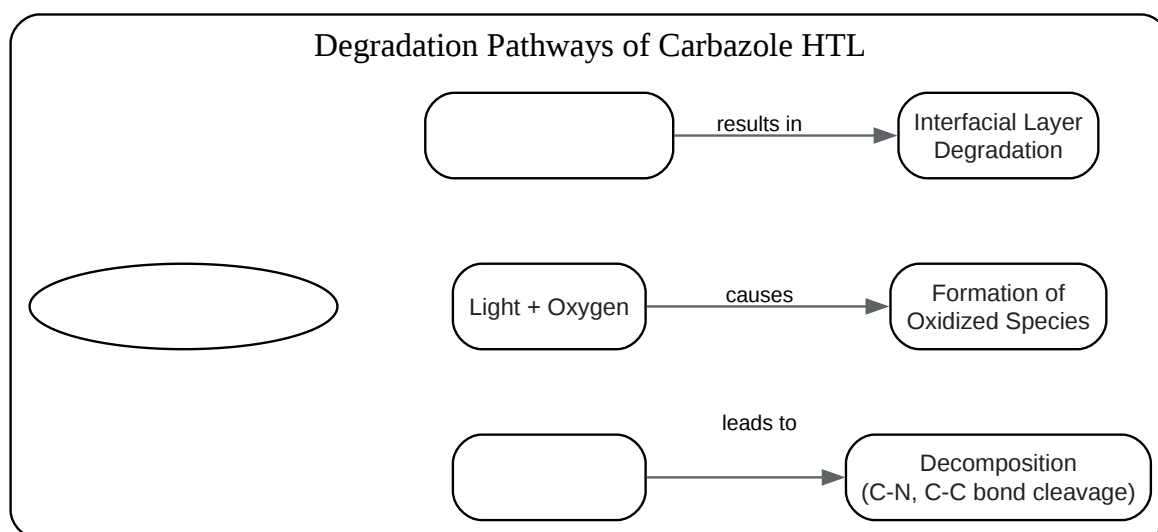 Degradation Pathways of Carbazole HTL
results in
Interfacial Layer
Degradation
Light + Oxygen
causes
Formation of
Oxidized Species
leads to
Decomposition
(C-N, C-C bond cleavage)